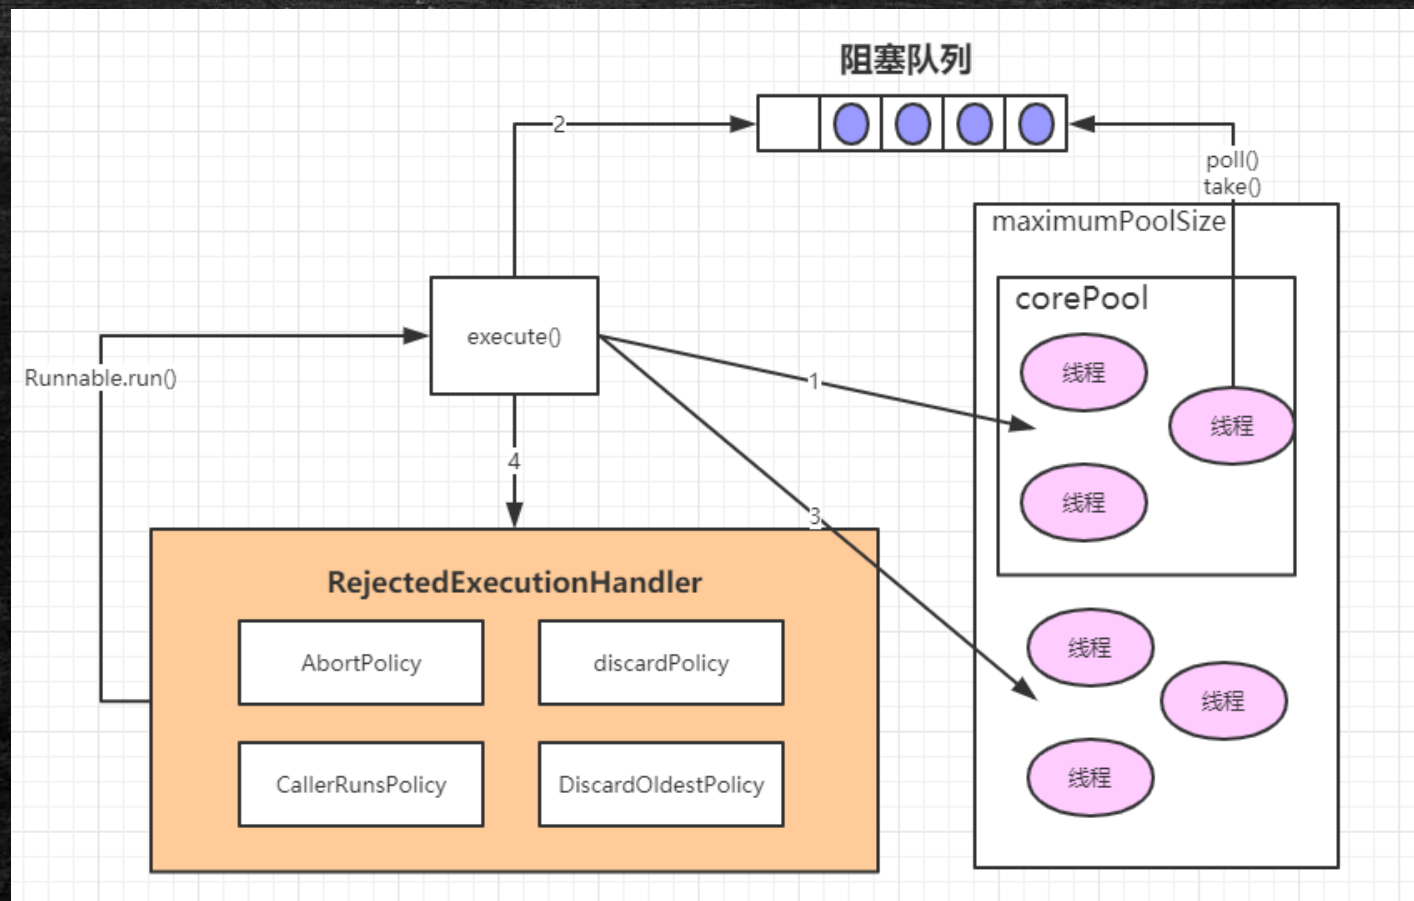 阻塞队列
2
poll()
take()
maximumPoolSize
corePool
execute()
Runnable.run()
1
线程
线程
线程
4
3
RejectedExecutionHandler
AbortPolicy
discardPolicy
线程
线程
线程
CallerRunsPolicy
DiscardOldestPolicy